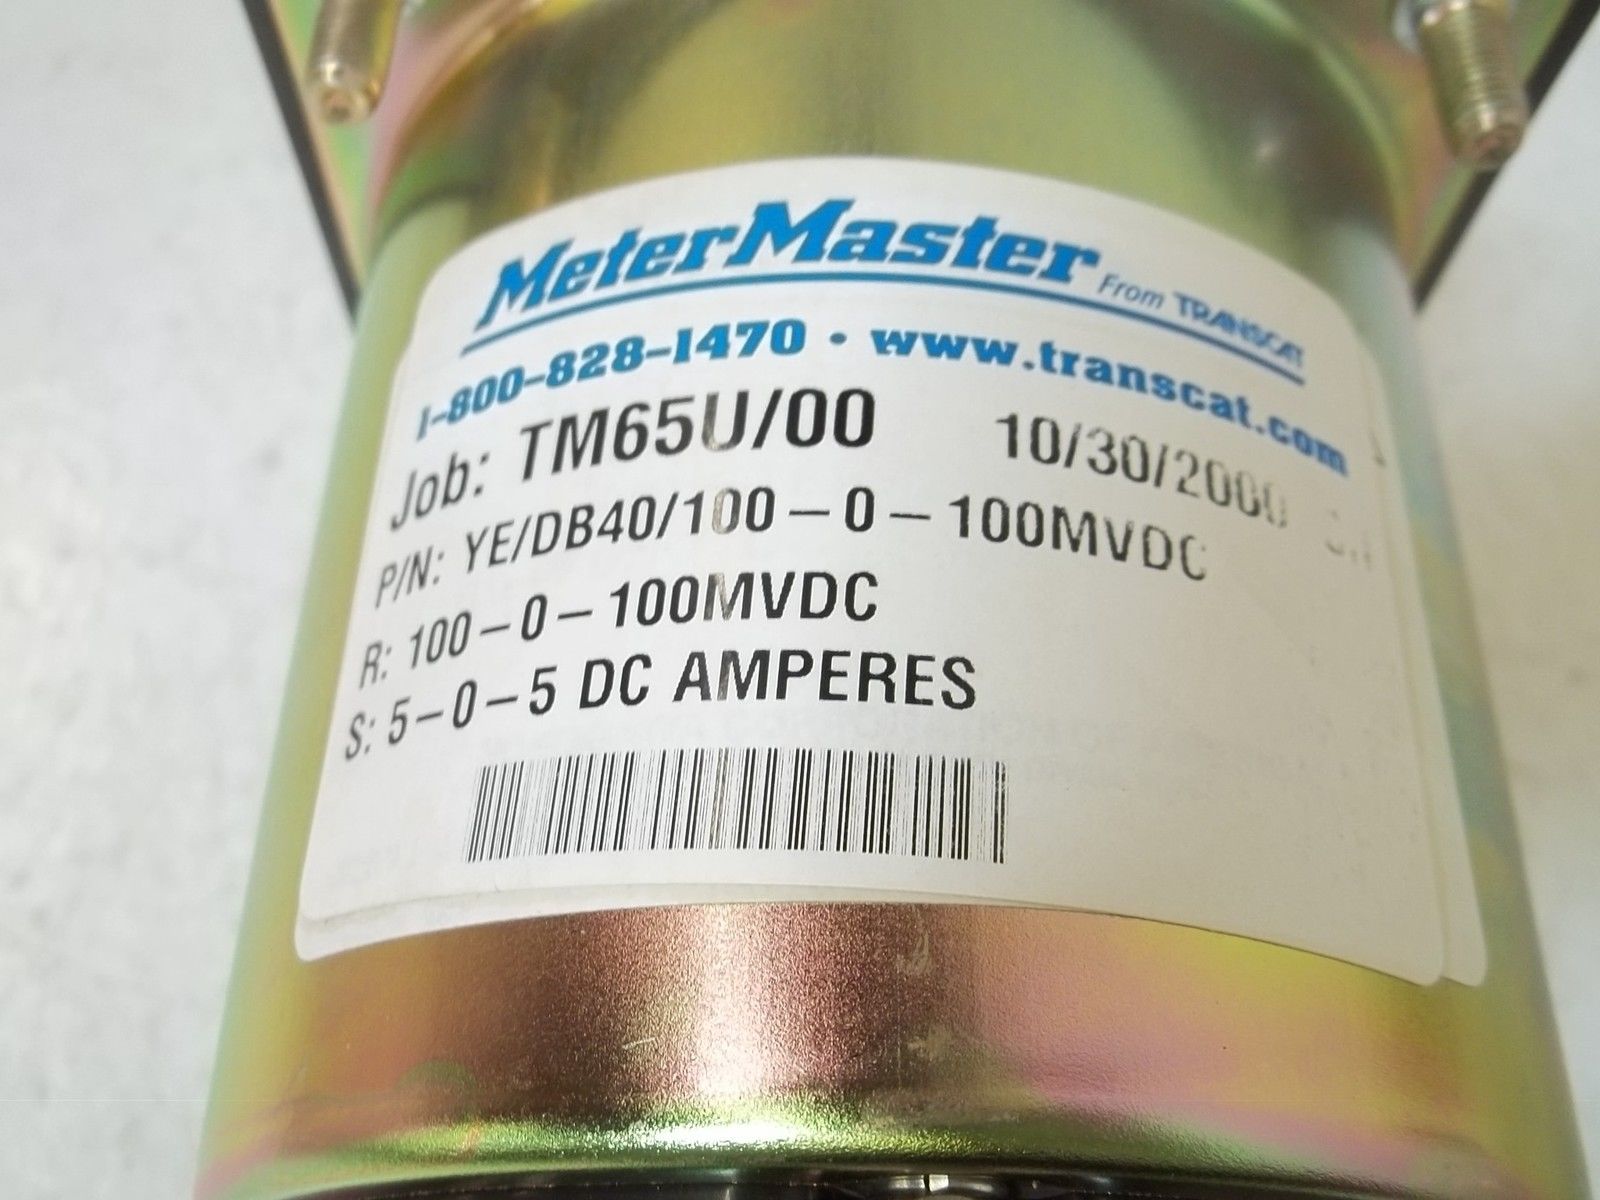 MeterMaster From TRANSCAT
1-800-828-1470 • www.transcat.com
Job: TM65U/00 10/30/2000
P/N: YE/DB40/100-0-100MVDC
R: 100-0-100MVDC
S: 5-0-5 DC AMPERES